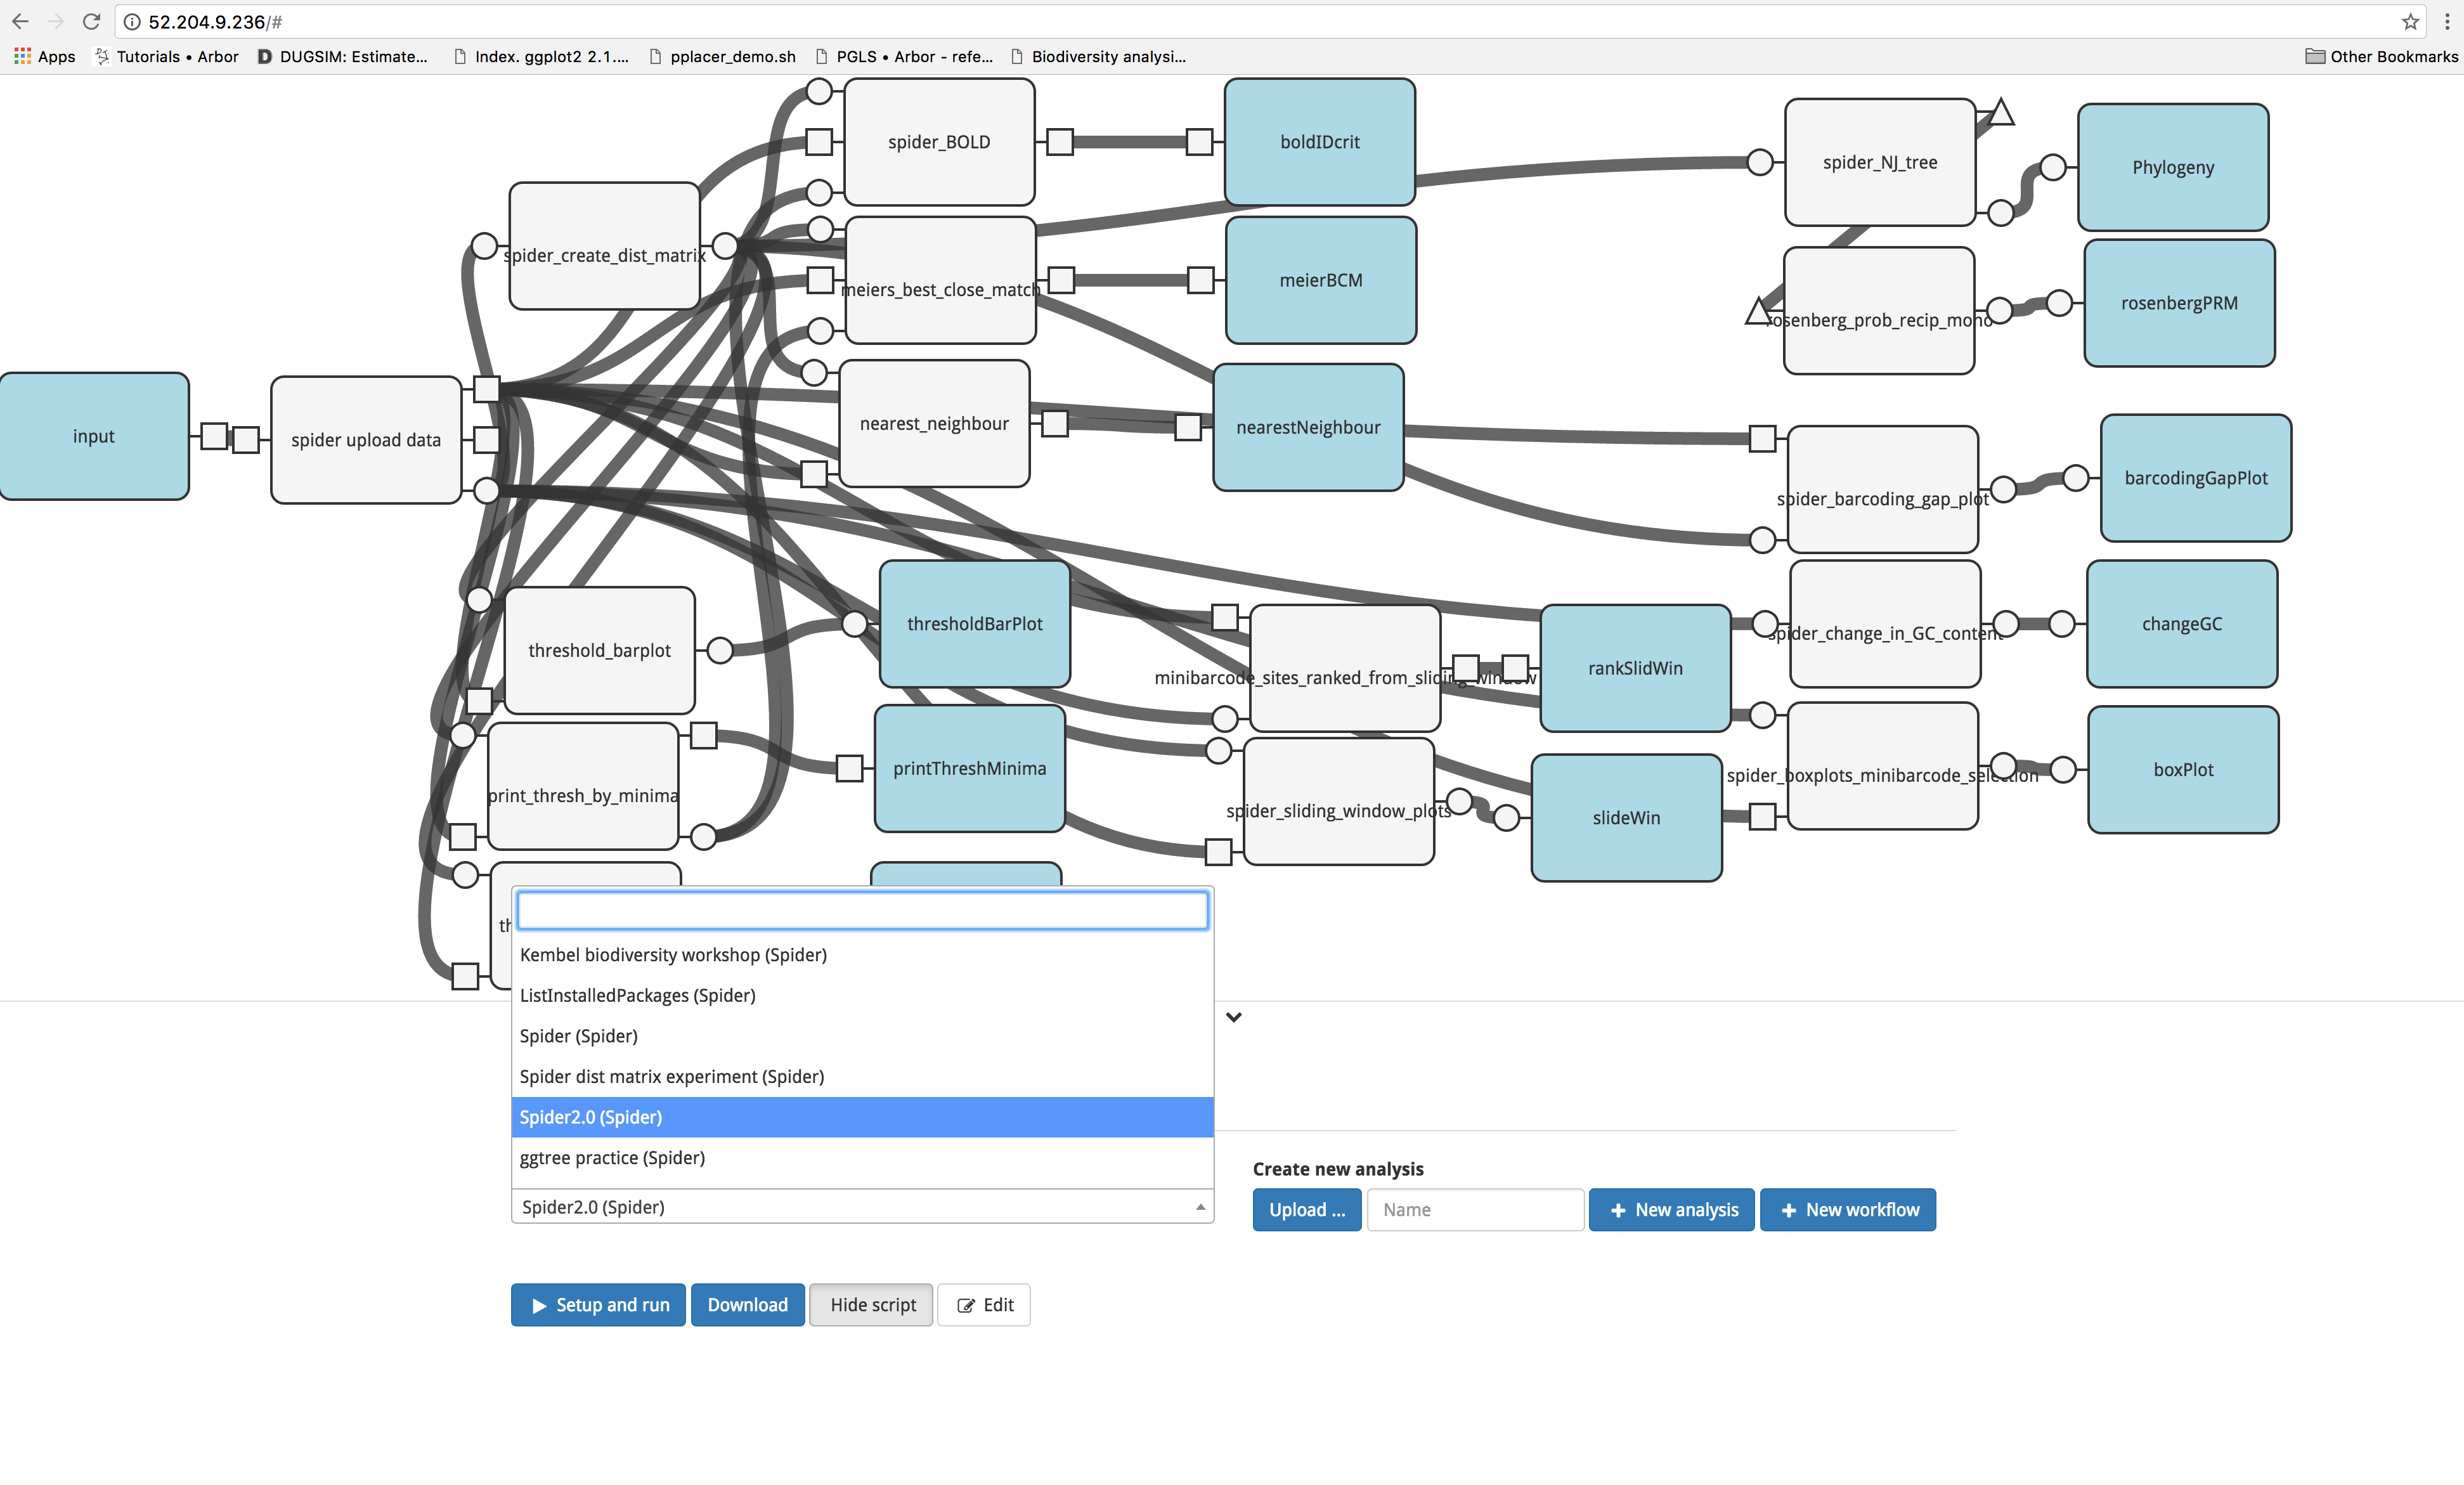 52.204.9.236/#
Apps
Tutorials • Arbor
DUGSIM: Estimate...
Index. ggplot2 2.1....
pplacer_demo.sh
PGLS • Arbor - refe...
Biodiversity analysi...
Other Bookmarks
spider_BOLD
boldIDcrit
spider_NJ_tree
Phylogeny
spider_create_dist_matrix
meiers_best_close_match
meierBCM
rosenberg_prob_recip_mono
rosenbergPRM
input
spider upload data
nearest_neighbour
nearestNeighbour
spider_barcoding_gap_plot
barcodingGapPlot
threshold_barplot
thresholdBarPlot
minibarcode_sites_ranked_from_sliding_window
rankSlidWin
spider_change_in_GC_content
changeGC
print_thresh_by_minima
printThreshMinima
spider_sliding_window_plots
slideWin
spider_boxplots_minibarcode_selection
boxPlot
Kembel biodiversity workshop (Spider)
ListInstalledPackages (Spider)
Spider (Spider)
Spider dist matrix experiment (Spider)
Spider2.0 (Spider)
ggtree practice (Spider)
Spider2.0 (Spider)
Create new analysis
Upload ...
Name
+ New analysis
+ New workflow
Setup and run
Download
Hide script
Edit